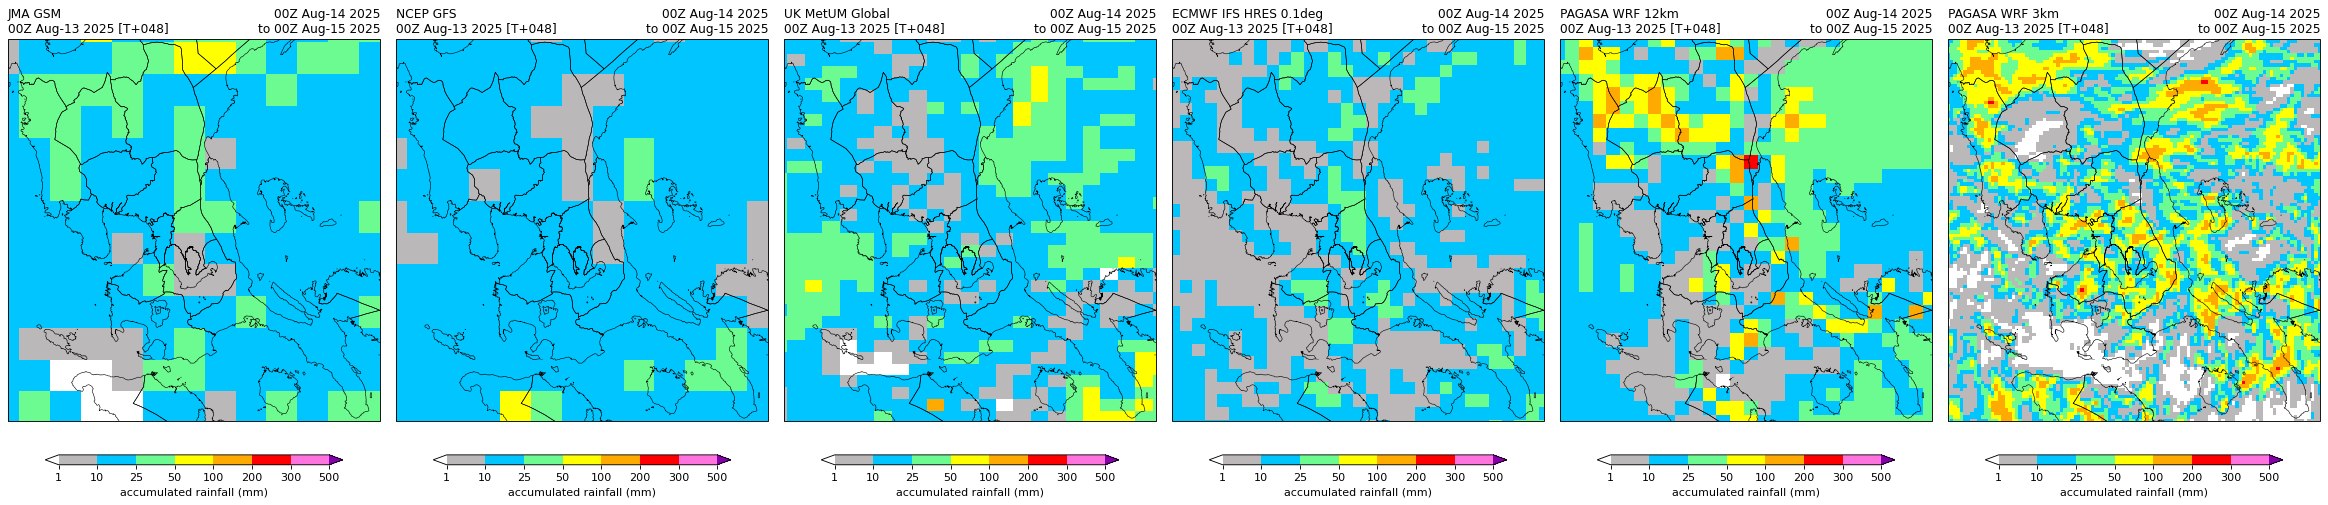 JMA GSM 00Z Aug-14 2025
00Z Aug-13 2025 [T+048] to 00Z Aug-15 2025
1 10 25 50 100 200 300 500
accumulated rainfall (mm)
NCEP GFS 00Z Aug-14 2025
00Z Aug-13 2025 [T+048] to 00Z Aug-15 2025
1 10 25 50 100 200 300 500
accumulated rainfall (mm)
UK MetUM Global 00Z Aug-14 2025
00Z Aug-13 2025 [T+048] to 00Z Aug-15 2025
1 10 25 50 100 200 300 500
accumulated rainfall (mm)
ECMWF IFS HRES 0.1deg 00Z Aug-14 2025
00Z Aug-13 2025 [T+048] to 00Z Aug-15 2025
1 10 25 50 100 200 300 500
accumulated rainfall (mm)
PAGASA WRF 12km 00Z Aug-14 2025
00Z Aug-13 2025 [T+048] to 00Z Aug-15 2025
1 10 25 50 100 200 300 500
accumulated rainfall (mm)
PAGASA WRF 3km 00Z Aug-14 2025
00Z Aug-13 2025 [T+048] to 00Z Aug-15 2025
1 10 25 50 100 200 300 500
accumulated rainfall (mm)